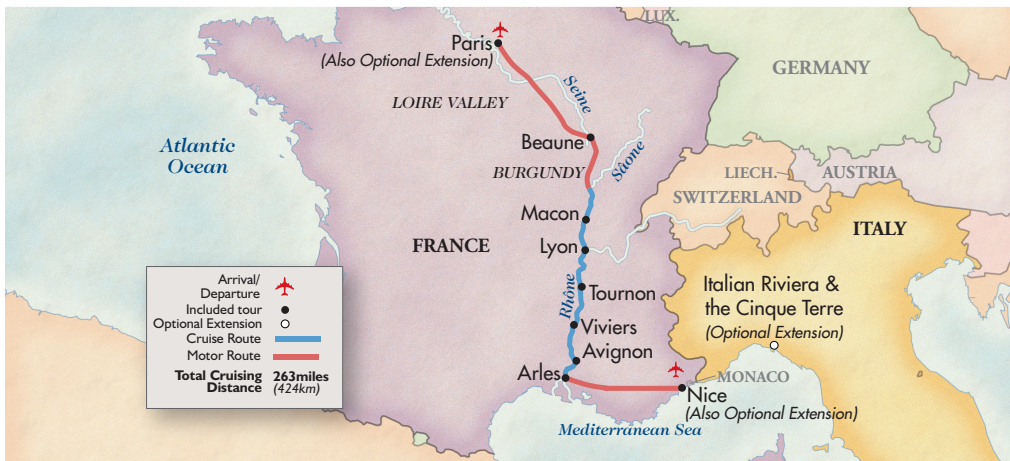 LUX.
Paris
(Also Optional Extension)
GERMANY
LOIRE VALLEY
Seine
Atlantic
Ocean
Beaune
Sâone
BURGUNDY
LIECH.
AUSTRIA
SWITZERLAND
Macon
FRANCE
Lyon
ITALY
Rhône
Tournon
Italian Riviera &
the Cinque Terre
(Optional Extension)
Viviers
Avignon
Arles
MONACO
Nice
(Also Optional Extension)
Mediterranean Sea
Arrival/
Departure
Included tour
Optional Extension
Cruise Route
Motor Route
Total Cruising 263miles
Distance (424km)